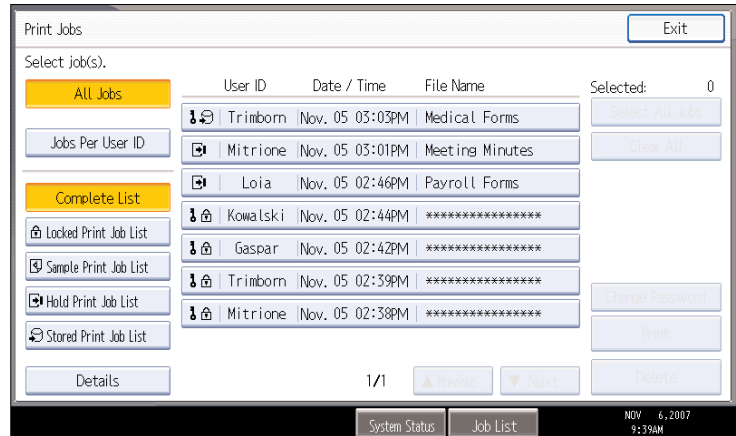 Print Jobs
Exit
Select job(s).
All Jobs
Jobs Per User ID
Complete List
Locked Print Job List
Sample Print Job List
Hold Print Job List
Stored Print Job List
Details
User ID Date / Time File Name
Trimborn Nov. 05 03:03PM Medical Forms
Mitrione Nov. 05 03:01PM Meeting Minutes
Loia Nov. 05 02:46PM Payroll Forms
Kowalski Nov. 05 02:44PM ****************
Gaspar Nov. 05 02:42PM ****************
Trimborn Nov. 05 02:39PM ****************
Mitrione Nov. 05 02:38PM ****************
1/1 ▲ Previous ▼ Next
Selected: 0
Select All Jobs
Clear All
Change Password
Print
Delete
System Status Job List
NOV 6,2007
9:39AM